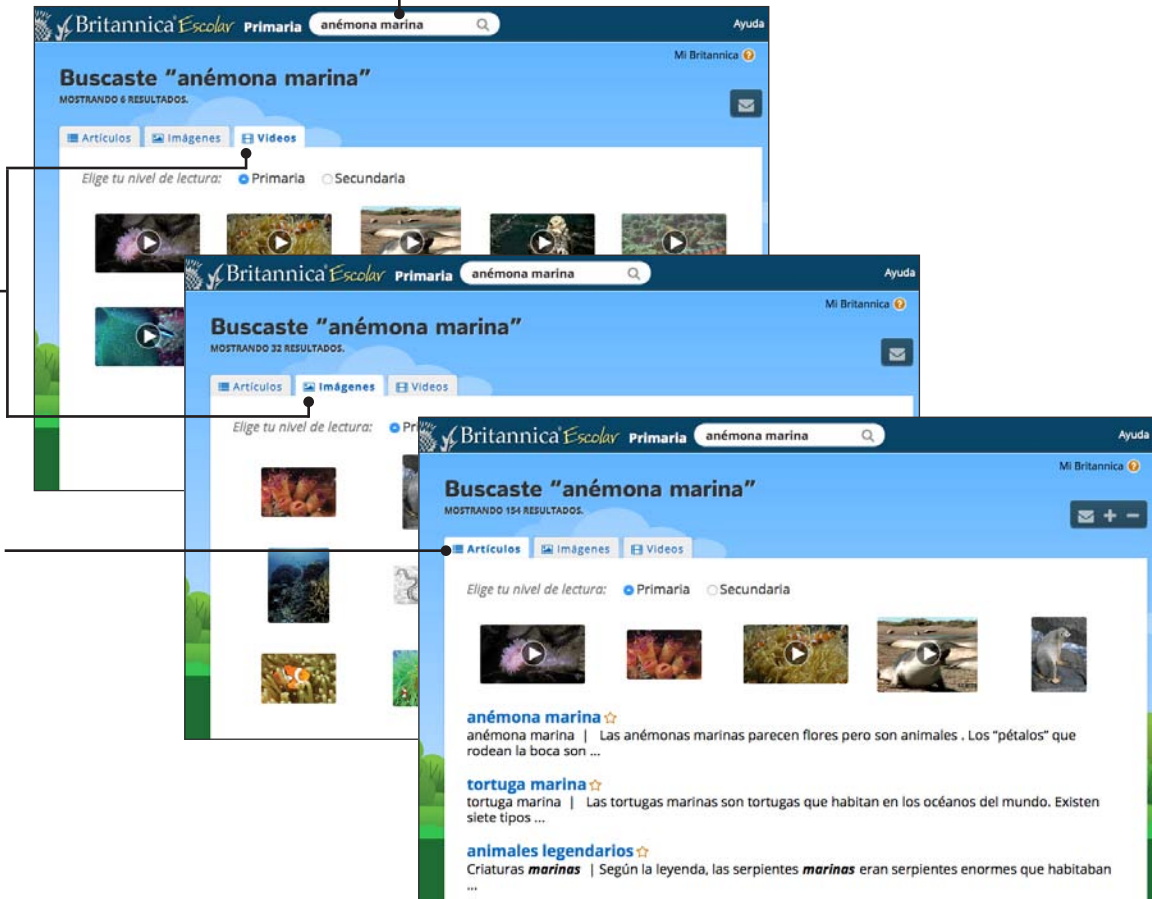 Britannica Escolar Primaria anémona marina Ayuda
Mi Britannica ?
Buscaste "anémona marina"
MOSTRANDO 6 RESULTADOS.
Artículos Imágenes Videos
Elige tu nivel de lectura: Primaria Secundaria
Britannica Escolar Primaria anémona marina Ayuda
Mi Britannica ?
Buscaste "anémona marina"
MOSTRANDO 32 RESULTADOS.
Artículos Imágenes Videos
Elige tu nivel de lectura: Pri
Britannica Escolar Primaria anémona marina Ayuda
Mi Britannica ?
Buscaste "anémona marina"
MOSTRANDO 154 RESULTADOS.
Artículos Imágenes Videos
Elige tu nivel de lectura: Primaria Secundaria
anémona marina
anémona marina | Las anémonas marinas parecen flores pero son animales . Los "pétalos" que
rodean la boca son ...
tortuga marina
tortuga marina | Las tortugas marinas son tortugas que habitan en los océanos del mundo. Existen
siete tipos ...
animales legendarios
Criaturas marinas | Según la leyenda, las serpientes marinas eran serpientes enormes que habitaban
...